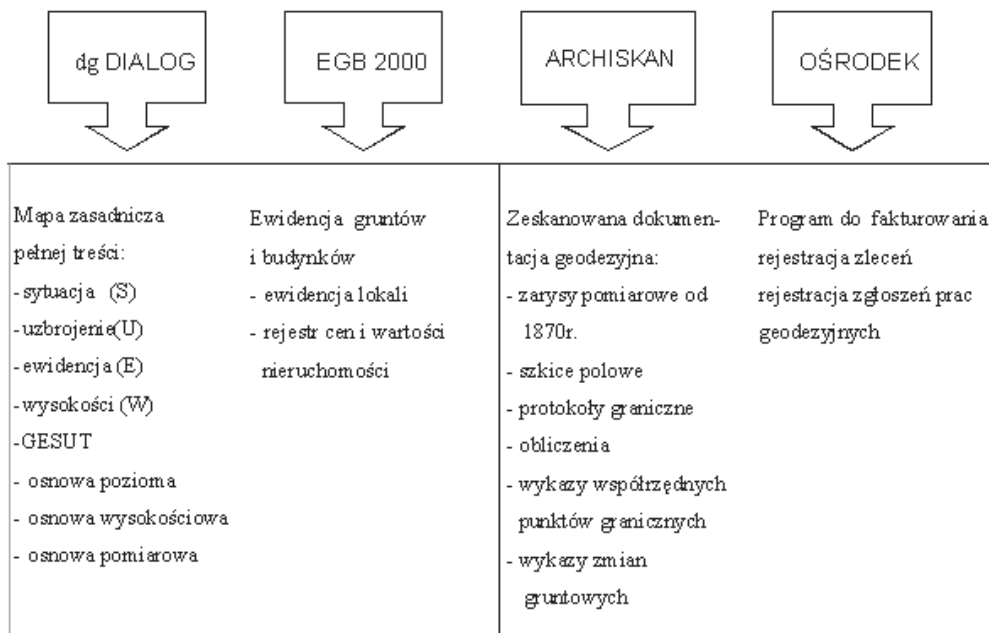 dg DIALOG
EGB 2000
ARCHISKAN
OŚRODEK
Mapa zasadnicza
pełnej treści:
-sytuacja (S)
-uzbrojenie(U)
-ewidencja (E)
-wysokości (W)
-GESUT
- osnowa pozioma
- osnowa wysokościowa
- osnowa pomiarowa
Ewidencja gruntów
i budynków
- ewidencja lokali
- rejestr cen i wartości
nieruchomości
Zeskanowana dokumen-
tacja geodezyjna:
- zarysy pomiarowe od
1870r.
- szkice polowe
- protokoły graniczne
- obliczenia
- wykazy współrzędnych
punktów granicznych
- wykazy zmian
gruntowych
Program do fakturowania
rejestracja zleceń
rejestracja zgłoszeń prac
geodezyjnych